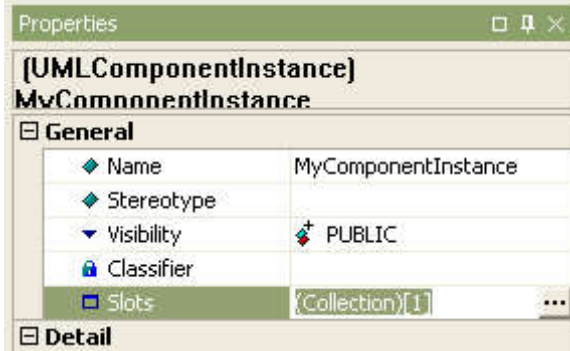 Properties
(UMLComponentInstance)
MyComponentInstance
General
Name MyComponentInstance
Stereotype
Visibility PUBLIC
Classifier
Slots (Collection)[1] ...
Detail